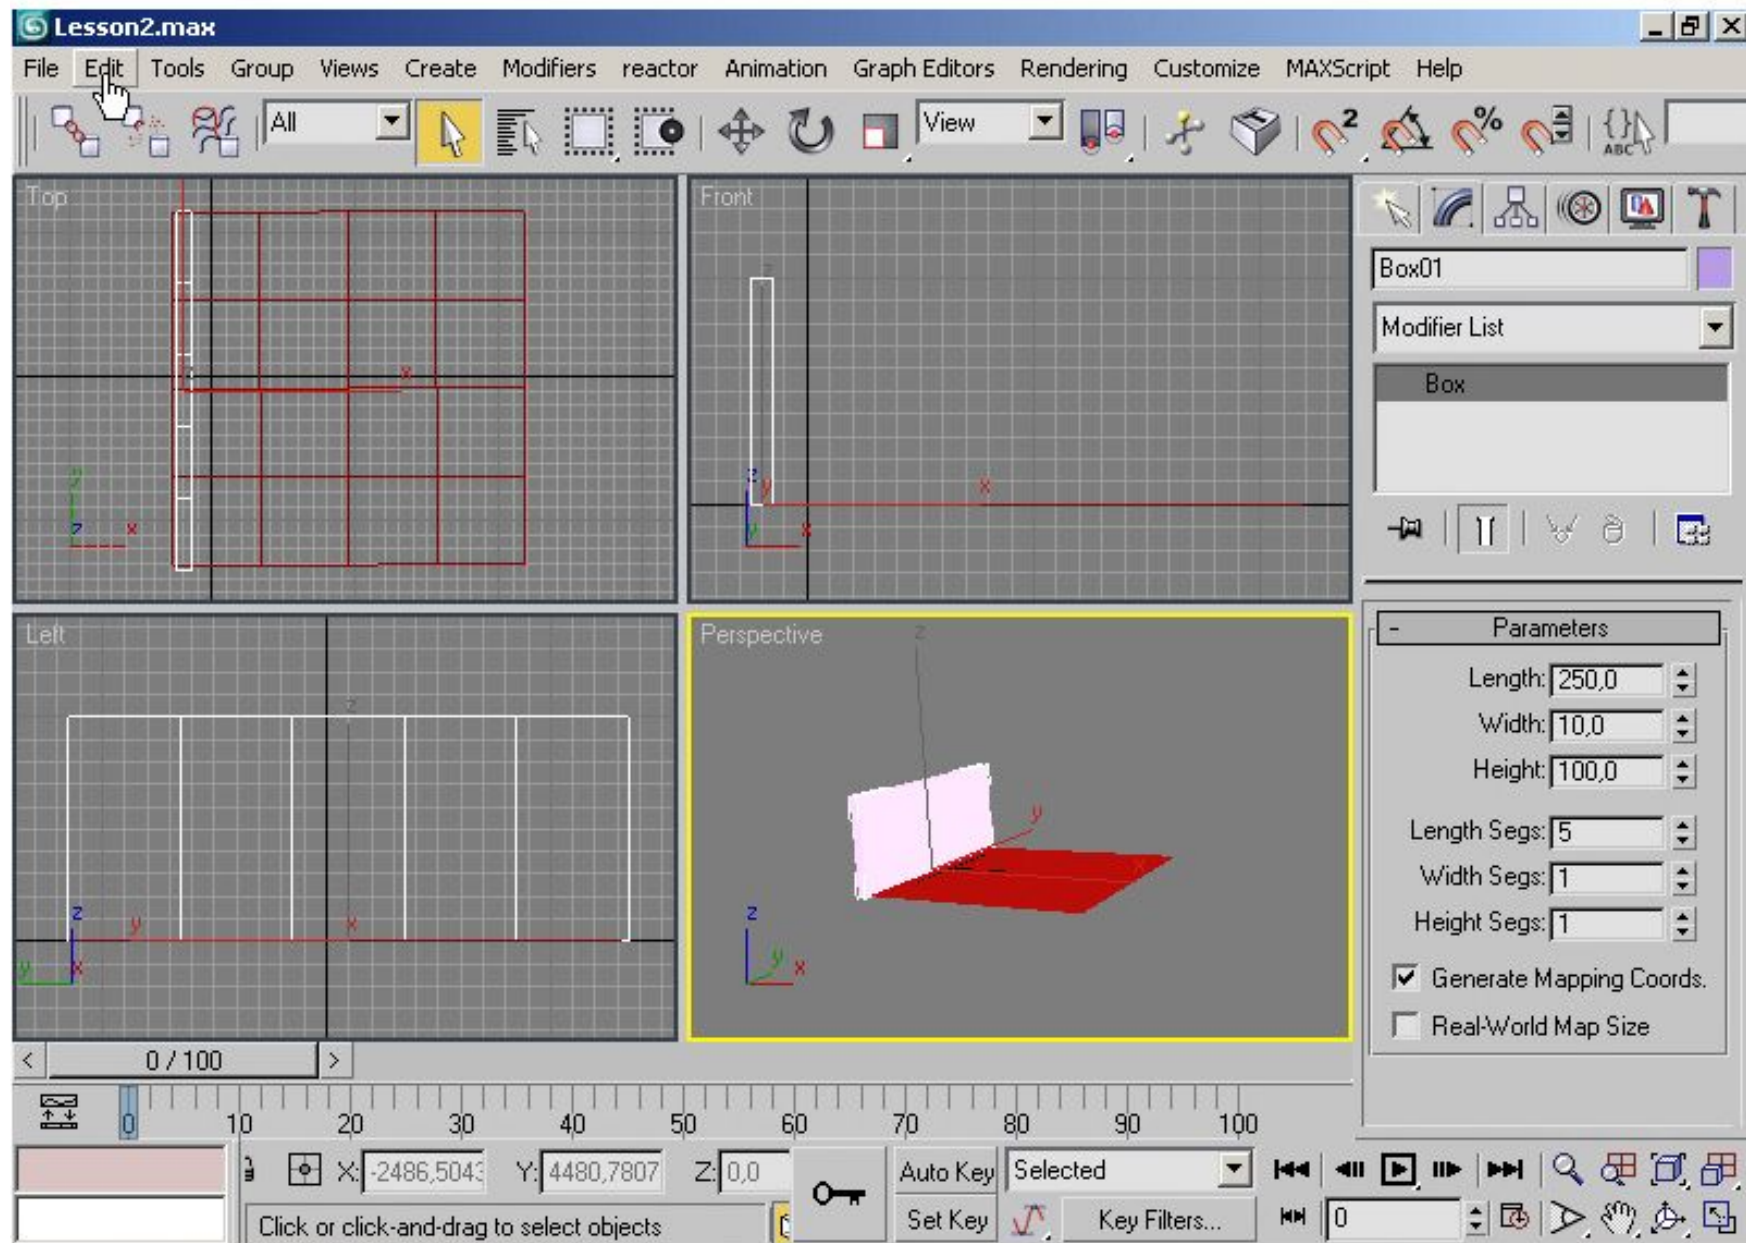 Lesson2.max
File Edit Tools Group Views Create Modifiers reactor Animation Graph Editors Rendering Customize MAXScript Help
All View 2 % {} ABC
Top Front
Box01
Modifier List
Box
z
x
z y x
y
z x
y x
Left Perspective
Parameters
Length: 250,0
Width: 10,0
Height: 100,0
Length Segs: 5
Width Segs: 1
Height Segs: 1
Generate Mapping Coords.
Real-World Map Size
z
z
y
x
z y x
y x
z
y x
< 0 / 100 >
0 10 20 30 40 50 60 70 80 90 100
X: -2486,504 Y: 4480,7807 Z: 0,0 Auto Key Selected
Click or click-and-drag to select objects Set Key Key Filters... 0